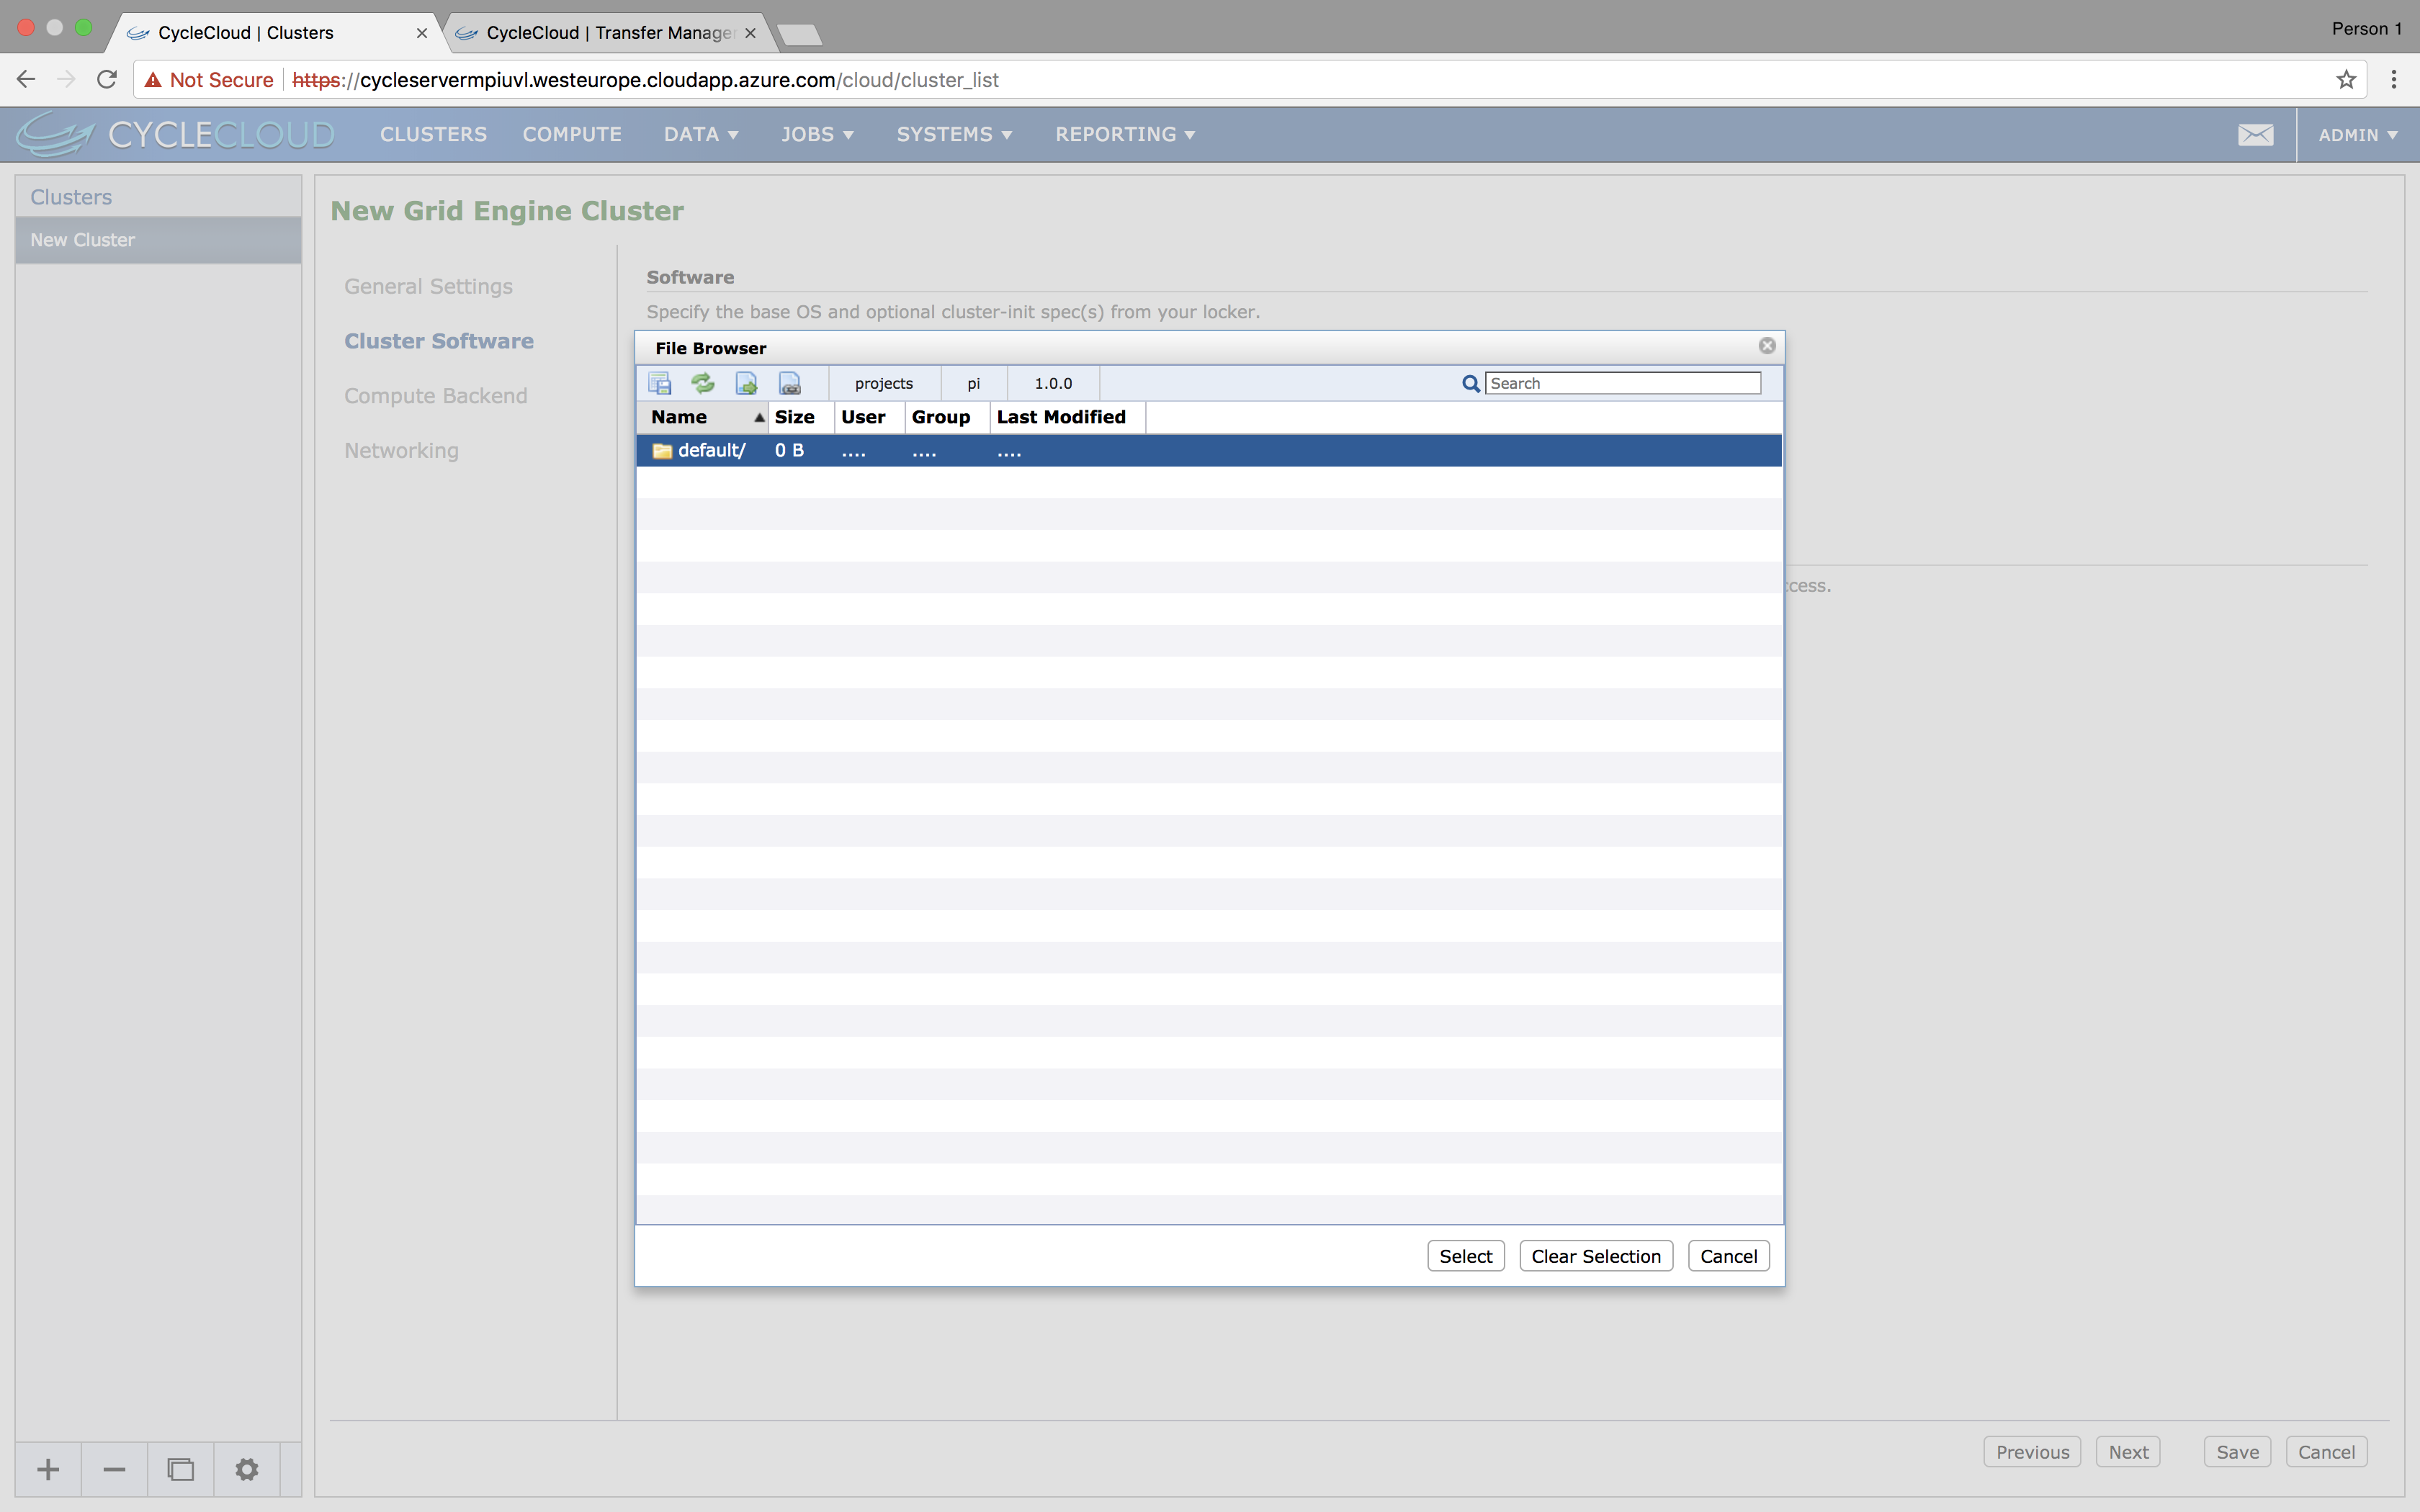 CycleCloud | Clusters
CycleCloud | Transfer Manager
Person 1
Not Secure
https://cycleservermpiuvl.westeurope.cloudapp.azure.com/cloud/cluster_list
CYCLECLOUD
CLUSTERS
COMPUTE
DATA
JOBS
SYSTEMS
REPORTING
ADMIN
Clusters
New Cluster
New Grid Engine Cluster
General Settings
Cluster Software
Compute Backend
Networking
Software
Specify the base OS and optional cluster-init spec(s) from your locker.
File Browser
projects
pi
1.0.0
Search
Name
Size
User
Group
Last Modified
default/
0 B
....
....
....
Select
Clear Selection
Cancel
Previous
Next
Save
Cancel